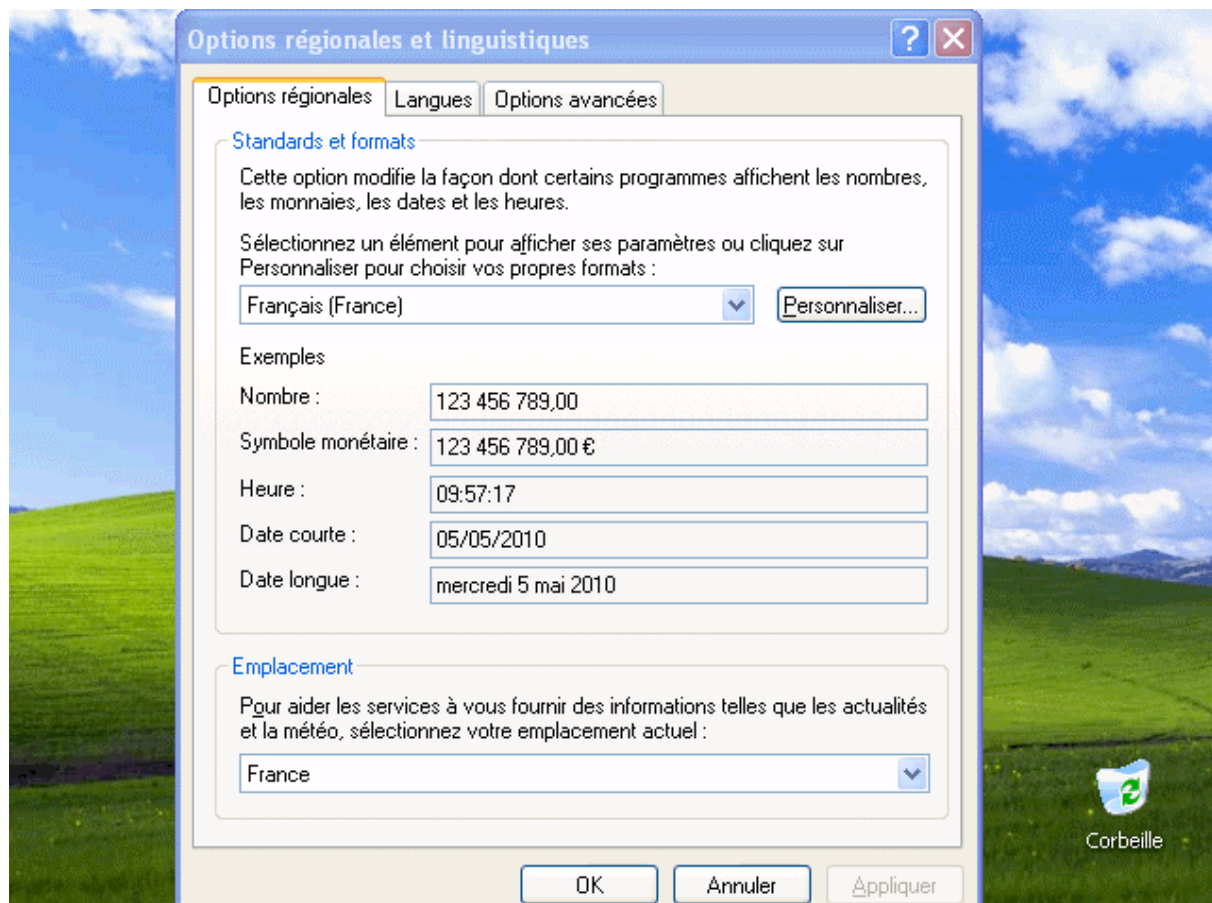 Options régionales et linguistiques
Options régionales
Langues
Options avancées
Standards et formats
Cette option modifie la façon dont certains programmes affichent les nombres,
les monnaies, les dates et les heures.
Sélectionnez un élément pour afficher ses paramètres ou cliquez sur
Personnaliser pour choisir vos propres formats :
Français (France)
Personnaliser...
Exemples
Nombre :
123 456 789,00
Symbole monétaire :
123 456 789,00 €
Heure :
09:57:17
Date courte :
05/05/2010
Date longue :
mercredi 5 mai 2010
Emplacement
Pour aider les services à vous fournir des informations telles que les actualités
et la météo, sélectionnez votre emplacement actuel :
France
Corbeille
OK
Annuler
Appliquer